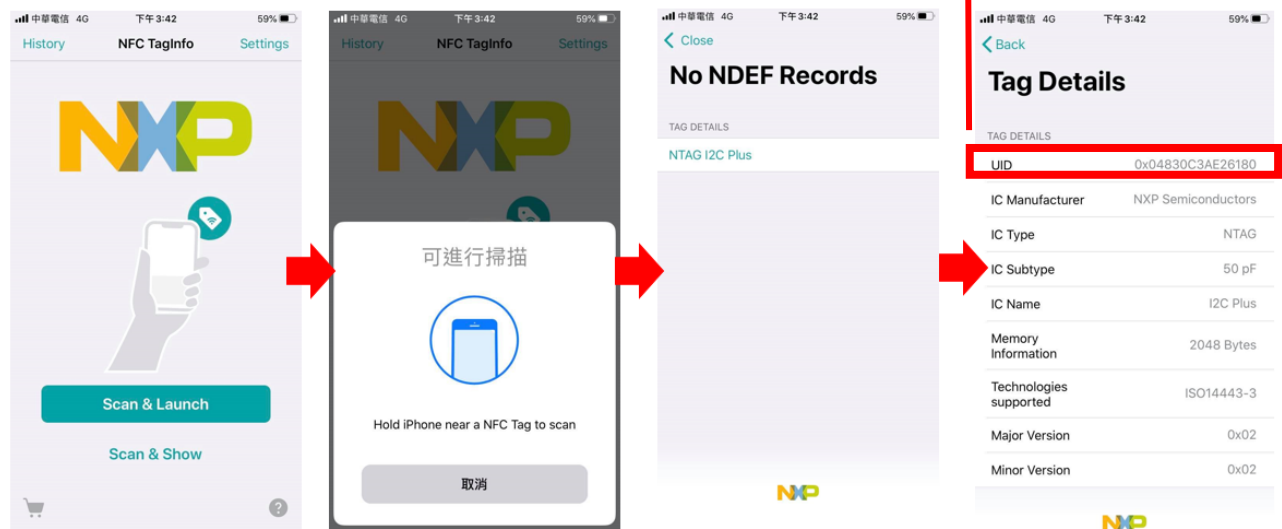 中華電信 4G 下午3:42 59%
History NFC TagInfo Settings
NXP
Scan & Launch
Scan & Show
?
中華電信 4G 下午3:42 59%
History NFC TagInfo Settings
NXP
可進行掃描
Hold iPhone near a NFC Tag to scan
取消
中華電信 4G 下午3:42 59%
Close
No NDEF Records
TAG DETAILS
NTAG I2C Plus
NXP
中華電信 4G 下午3:42 59%
Back
Tag Details
TAG DETAILS
UID 0x04830C3AE26180
IC Manufacturer NXP Semiconductors
IC Type NTAG
IC Subtype 50 pF
IC Name I2C Plus
Memory
Information 2048 Bytes
Technologies
supported ISO14443-3
Major Version 0x02
Minor Version 0x02
NXP